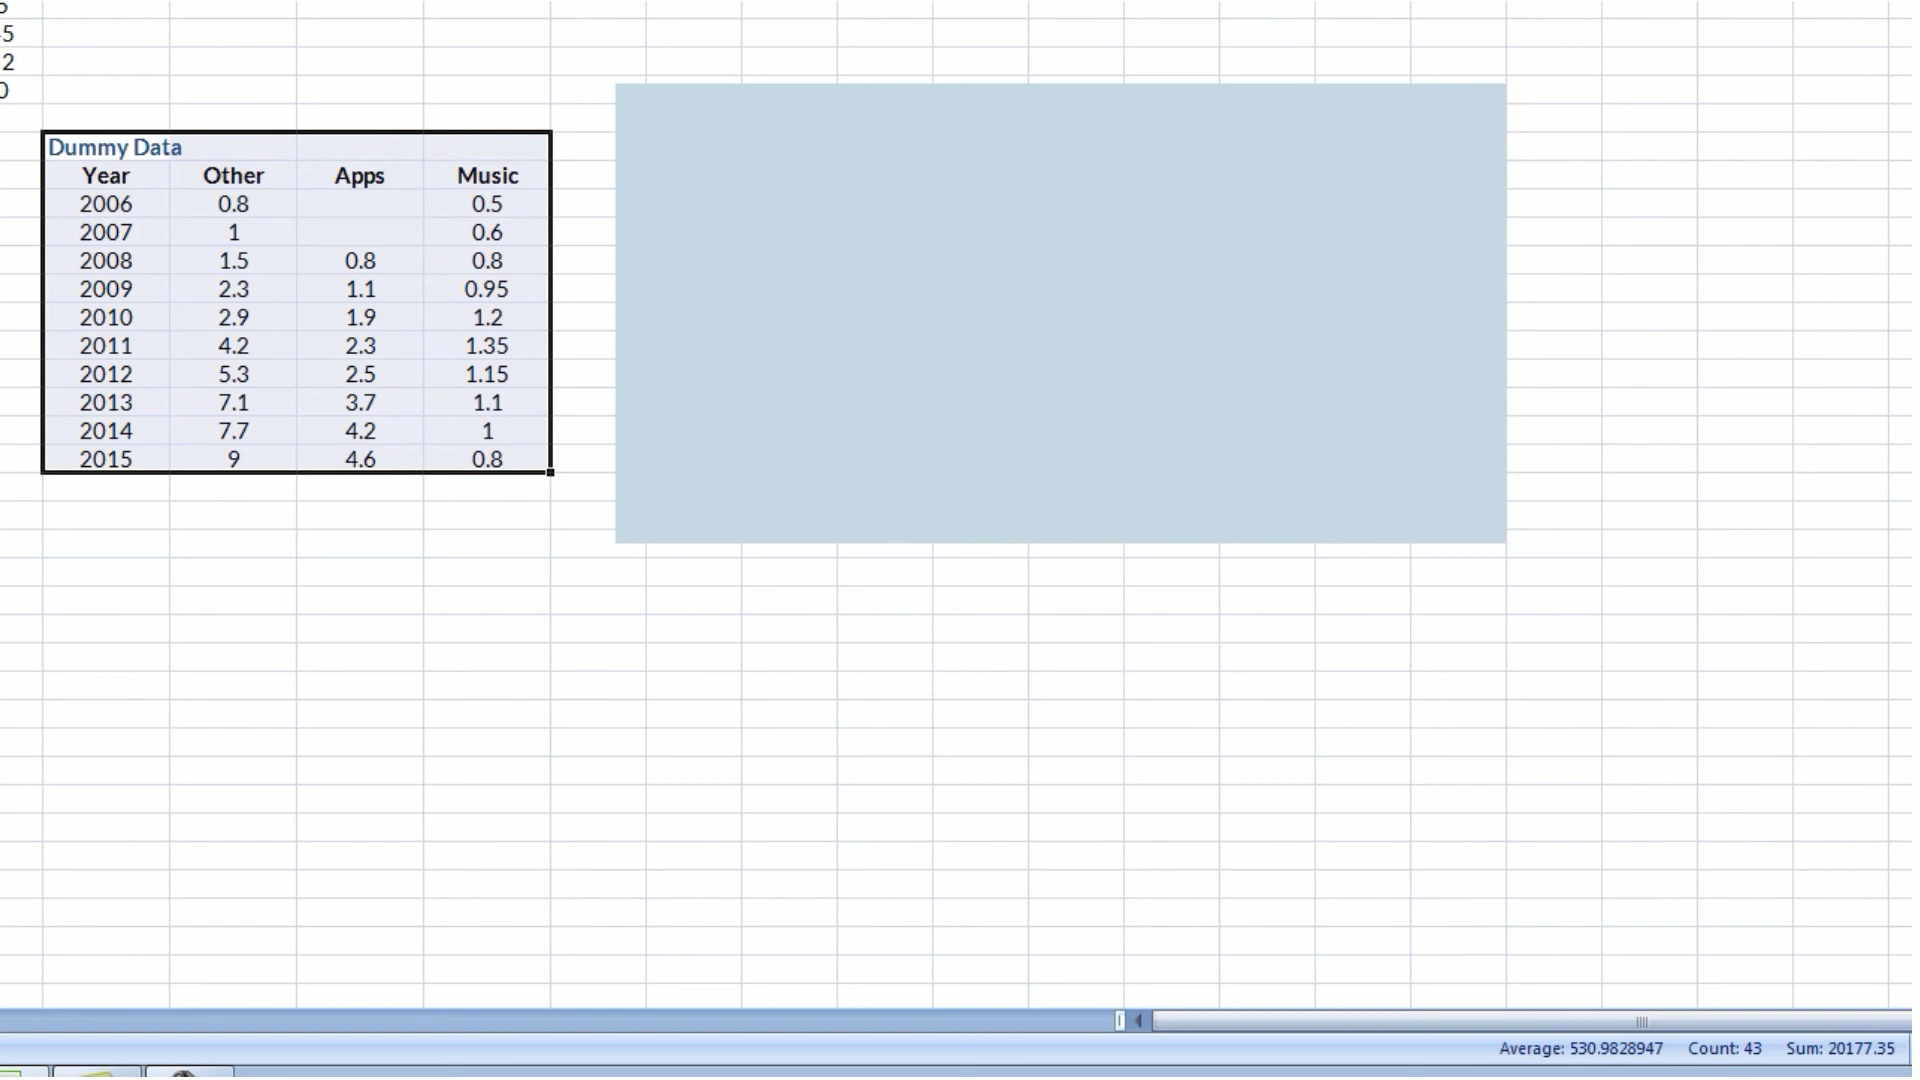 5
2
0
Dummy Data
Year Other Apps Music
2006 0.8 0.5
2007 1 0.6
2008 1.5 0.8 0.8
2009 2.3 1.1 0.95
2010 2.9 1.9 1.2
2011 4.2 2.3 1.35
2012 5.3 2.5 1.15
2013 7.1 3.7 1.1
2014 7.7 4.2 1
2015 9 4.6 0.8
Average: 530.9828947 Count: 43 Sum: 20177.35